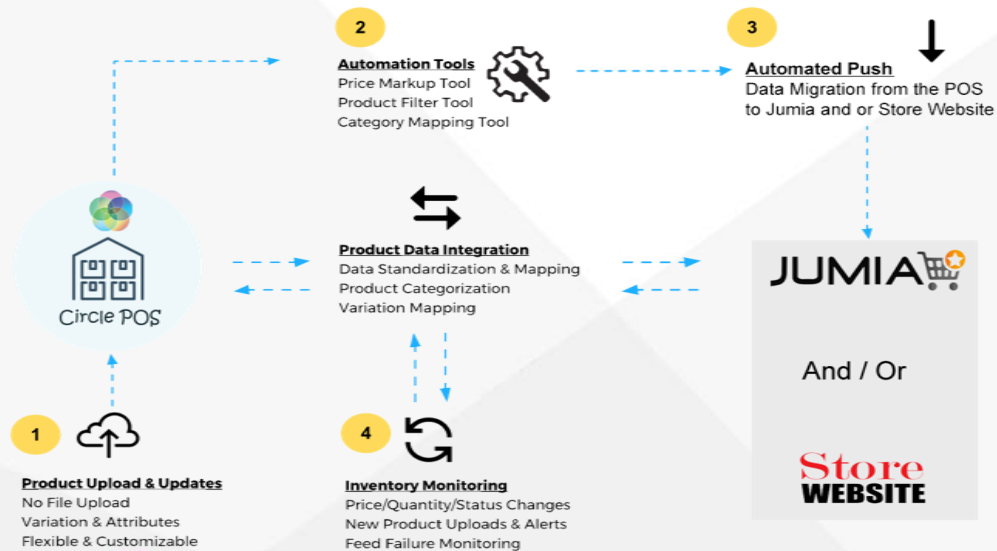 2
Automation Tools
Price Markup Tool
Product Filter Tool
Category Mapping Tool
3
Automated Push
Data Migration from the POS
to Jumia and or Store Website
Circle POS
Product Data Integration
Data Standardization & Mapping
Product Categorization
Variation Mapping
JUMIA
And / Or
Store
WEBSITE
1
Product Upload & Updates
No File Upload
Variation & Attributes
Flexible & Customizable
4
Inventory Monitoring
Price/Quantity/Status Changes
New Product Uploads & Alerts
Feed Failure Monitoring